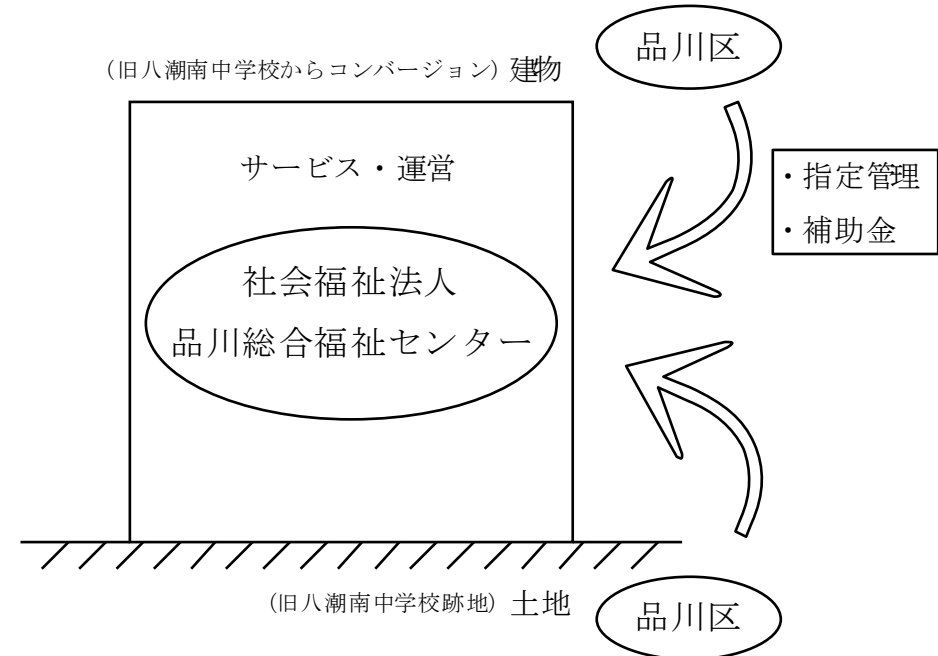 品川区
(旧八潮南中学校からコンバージョン) 建物
サービス・運営
・指定管理
・補助金
社会福祉法人
品川総合福祉センター
(旧八潮南中学校跡地) 土地
品川区